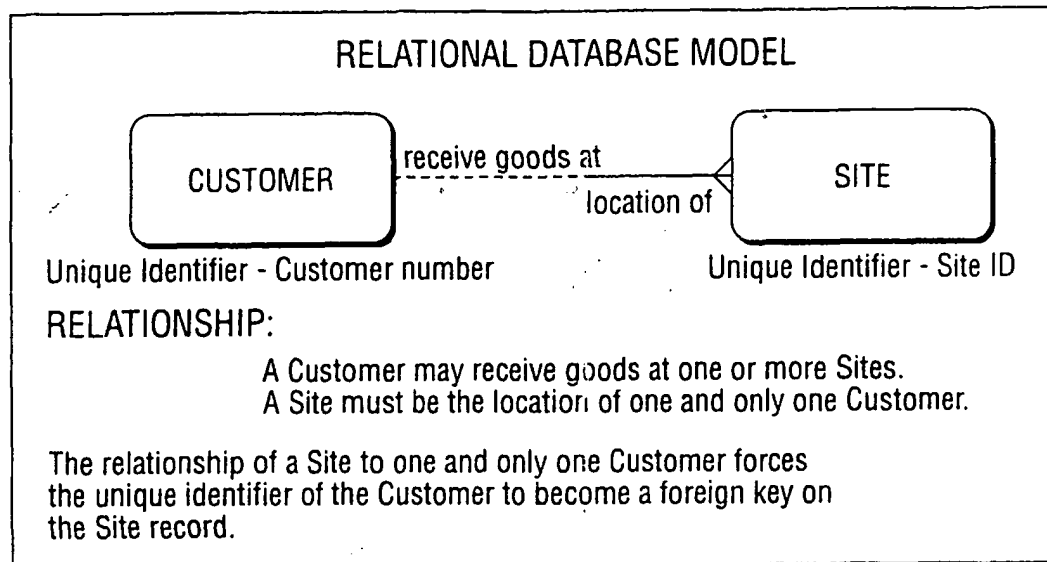 RELATIONAL DATABASE MODEL
CUSTOMER
receive goods at
location of
SITE
Unique Identifier - Customer number
Unique Identifier - Site ID
RELATIONSHIP:
A Customer may receive goods at one or more Sites.
A Site must be the location of one and only one Customer.
The relationship of a Site to one and only one Customer forces
the unique identifier of the Customer to become a foreign key on
the Site record.